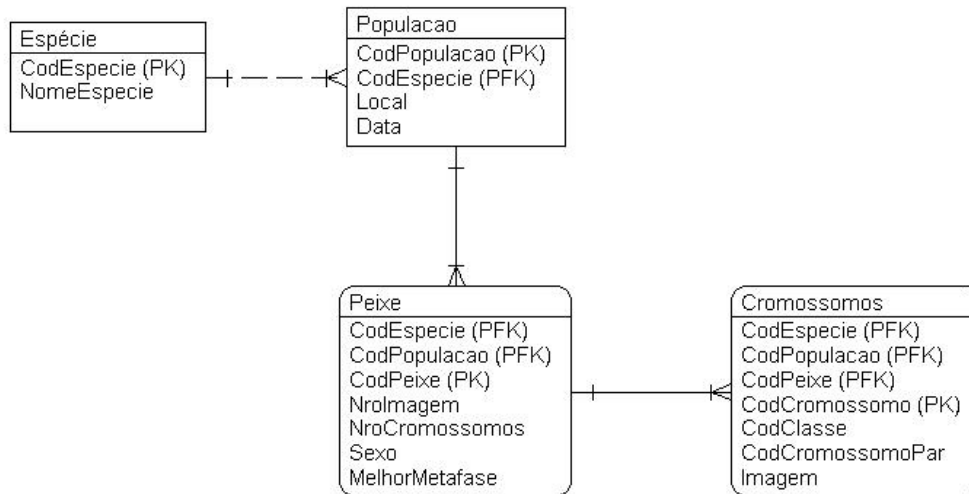 Espécie
CodEspecie (PK)
NomeEspecie
Populacao
CodPopulacao (PK)
CodEspecie (PFK)
Local
Data
Peixe
CodEspecie (PFK)
CodPopulacao (PFK)
CodPeixe (PK)
NroImagem
NroCromossomos
Sexo
MelhorMetafase
Cromossomos
CodEspecie (PFK)
CodPopulacao (PFK)
CodPeixe (PFK)
CodCromossomo (PK)
CodClasse
CodCromossomoPar
Imagem